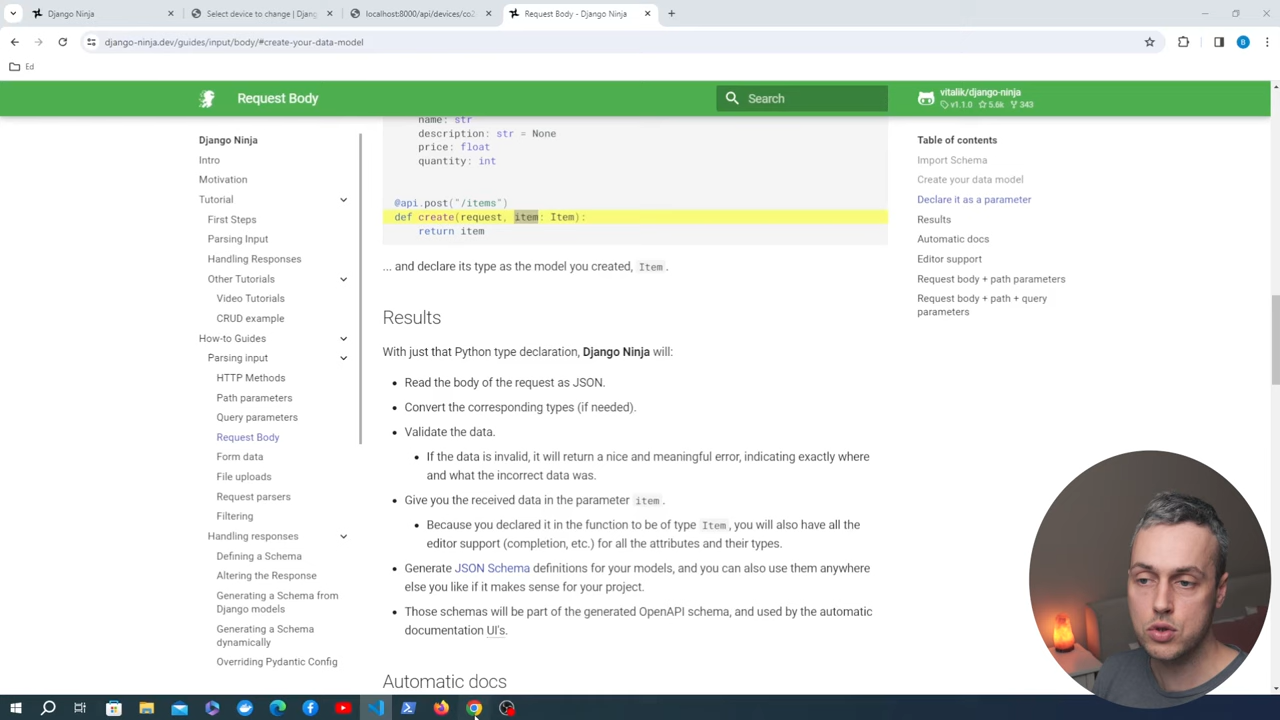 Django Ninja
Select device to change | Djang
localhost:8000/api/devices/co2
Request Body - Django Ninja
django-ninja.dev/guides/input/body/#create-your-data-model
Ed
Request Body
Search
vitalik/django-ninja
v1.1.0 5.6k 343
Django Ninja
Intro
Motivation
Tutorial
First Steps
Parsing Input
Handling Responses
Other Tutorials
Video Tutorials
CRUD example
How-to Guides
Parsing input
HTTP Methods
Path parameters
Query parameters
Request Body
Form data
File uploads
Request parsers
Filtering
Handling responses
Defining a Schema
Altering the Response
Generating a Schema from
Django models
Generating a Schema
dynamically
Overriding Pydantic Config
name: str
description: str = None
price: float
quantity: int
@api.post("/items")
def create(request, item: Item):
return item
... and declare its type as the model you created, Item.
Results
With just that Python type declaration, Django Ninja will:
• Read the body of the request as JSON.
• Convert the corresponding types (if needed).
• Validate the data.
• If the data is invalid, it will return a nice and meaningful error, indicating exactly where
and what the incorrect data was.
• Give you the received data in the parameter item.
• Because you declared it in the function to be of type Item, you will also have all the
editor support (completion, etc.) for all the attributes and their types.
• Generate JSON Schema definitions for your models, and you can also use them anywhere
else you like if it makes sense for your project.
• Those schemas will be part of the generated OpenAPI schema, and used by the automatic
documentation UI's.
Automatic docs
Table of contents
Import Schema
Create your data model
Declare it as a parameter
Results
Automatic docs
Editor support
Request body + path parameters
Request body + path + query
parameters